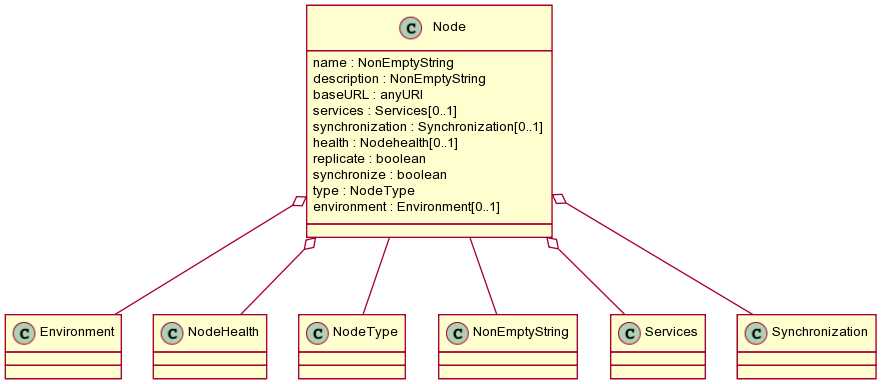 C Node
name : NonEmptyString
description : NonEmptyString
baseURL : anyURI
services : Services[0..1]
synchronization : Synchronization[0..1]
health : Nodehealth[0..1]
replicate : boolean
synchronize : boolean
type : NodeType
environment : Environment[0..1]
C Environment C NodeHealth C NodeType C NonEmptyString C Services C Synchronization